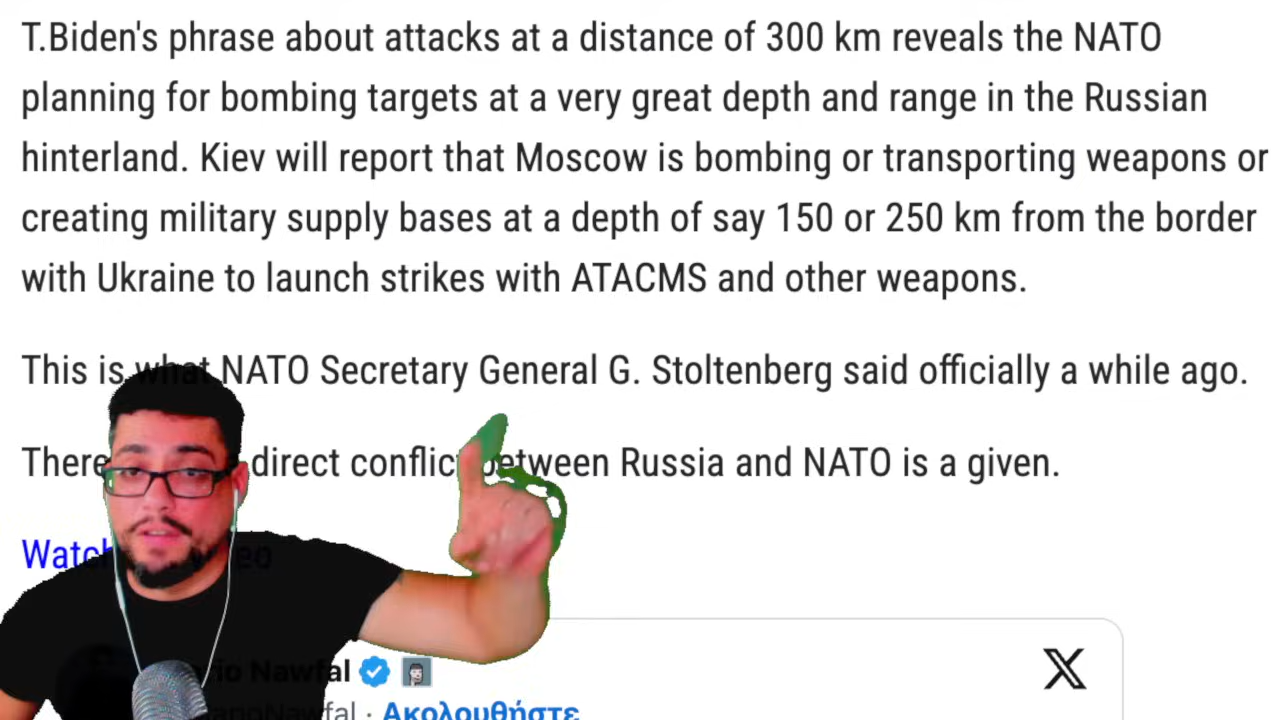 T.Biden's phrase about attacks at a distance of 300 km reveals the NATO
planning for bombing targets at a very great depth and range in the Russian
hinterland. Kiev will report that Moscow is bombing or transporting weapons or
creating military supply bases at a depth of say 150 or 250 km from the border
with Ukraine to launch strikes with ATACMS and other weapons.
This is what NATO Secretary General G. Stoltenberg said officially a while ago.
direct conflict between Russia and NATO is a given.
Nawfal
· Ακολουθήστε